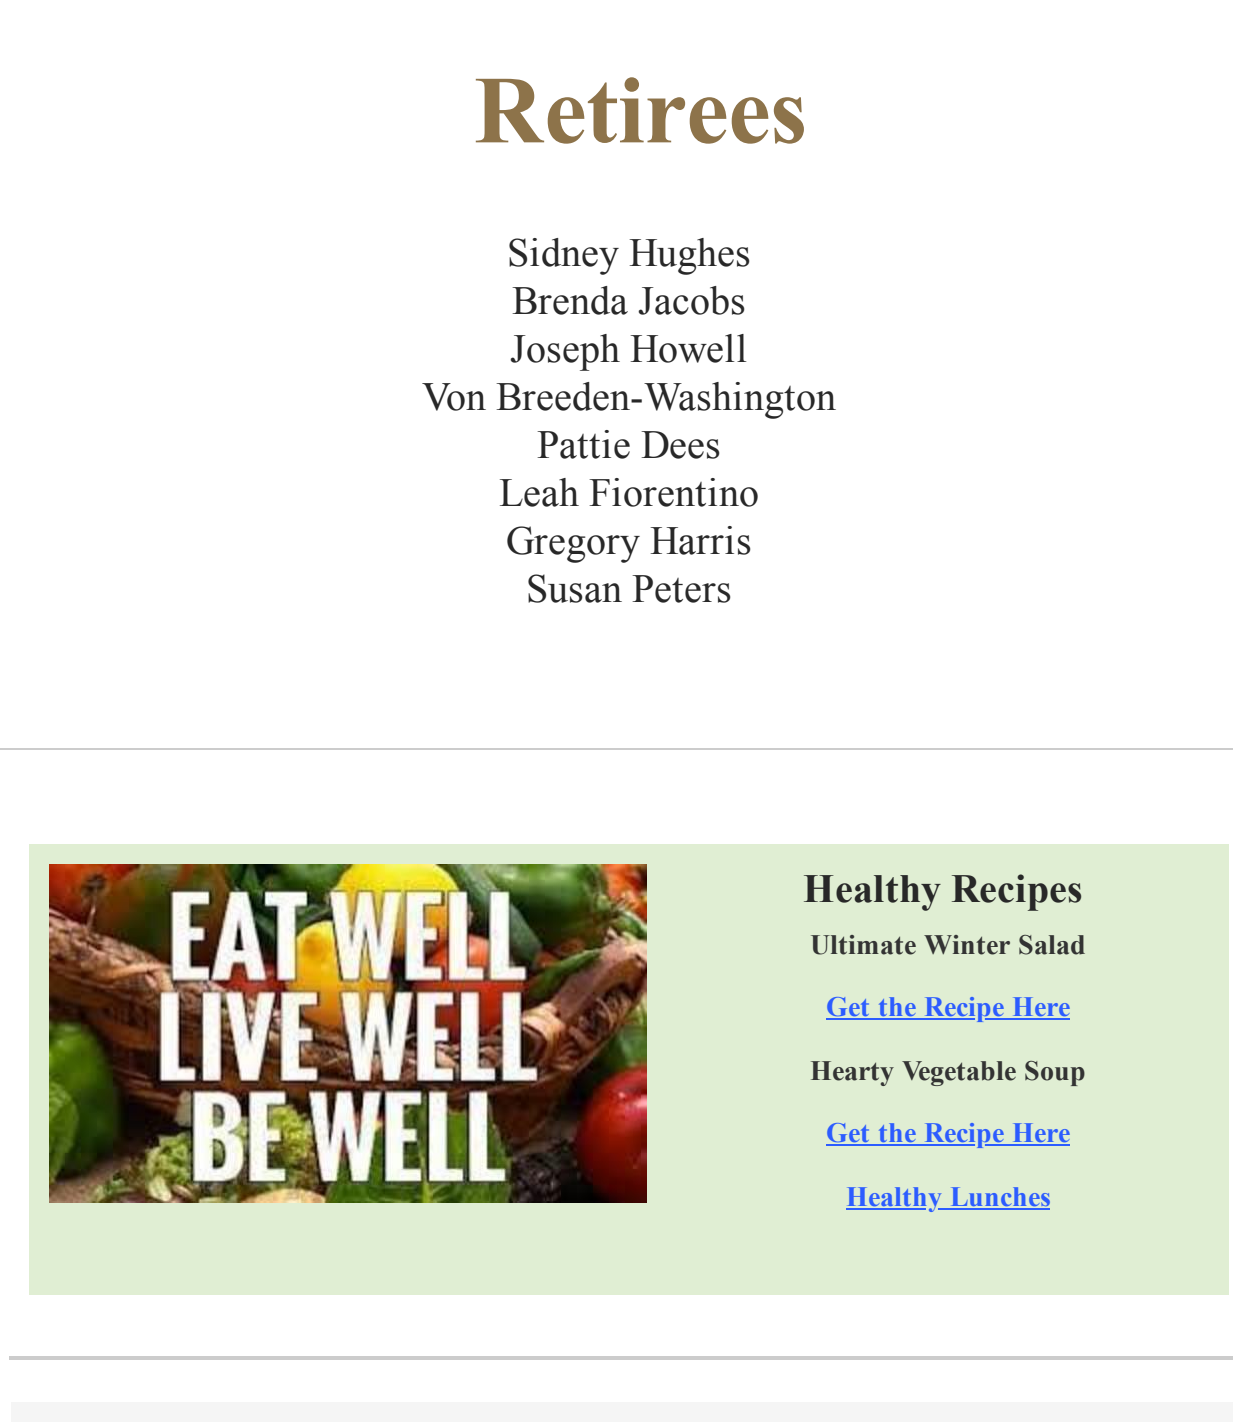 Retirees
Sidney Hughes
Brenda Jacobs
Joseph Howell
Von Breeden-Washington
Pattie Dees
Leah Fiorentino
Gregory Harris
Susan Peters
EAT WELL
LIVE WELL
BE WELL
Healthy Recipes
Ultimate Winter Salad
Get the Recipe Here
Hearty Vegetable Soup
Get the Recipe Here
Healthy Lunches